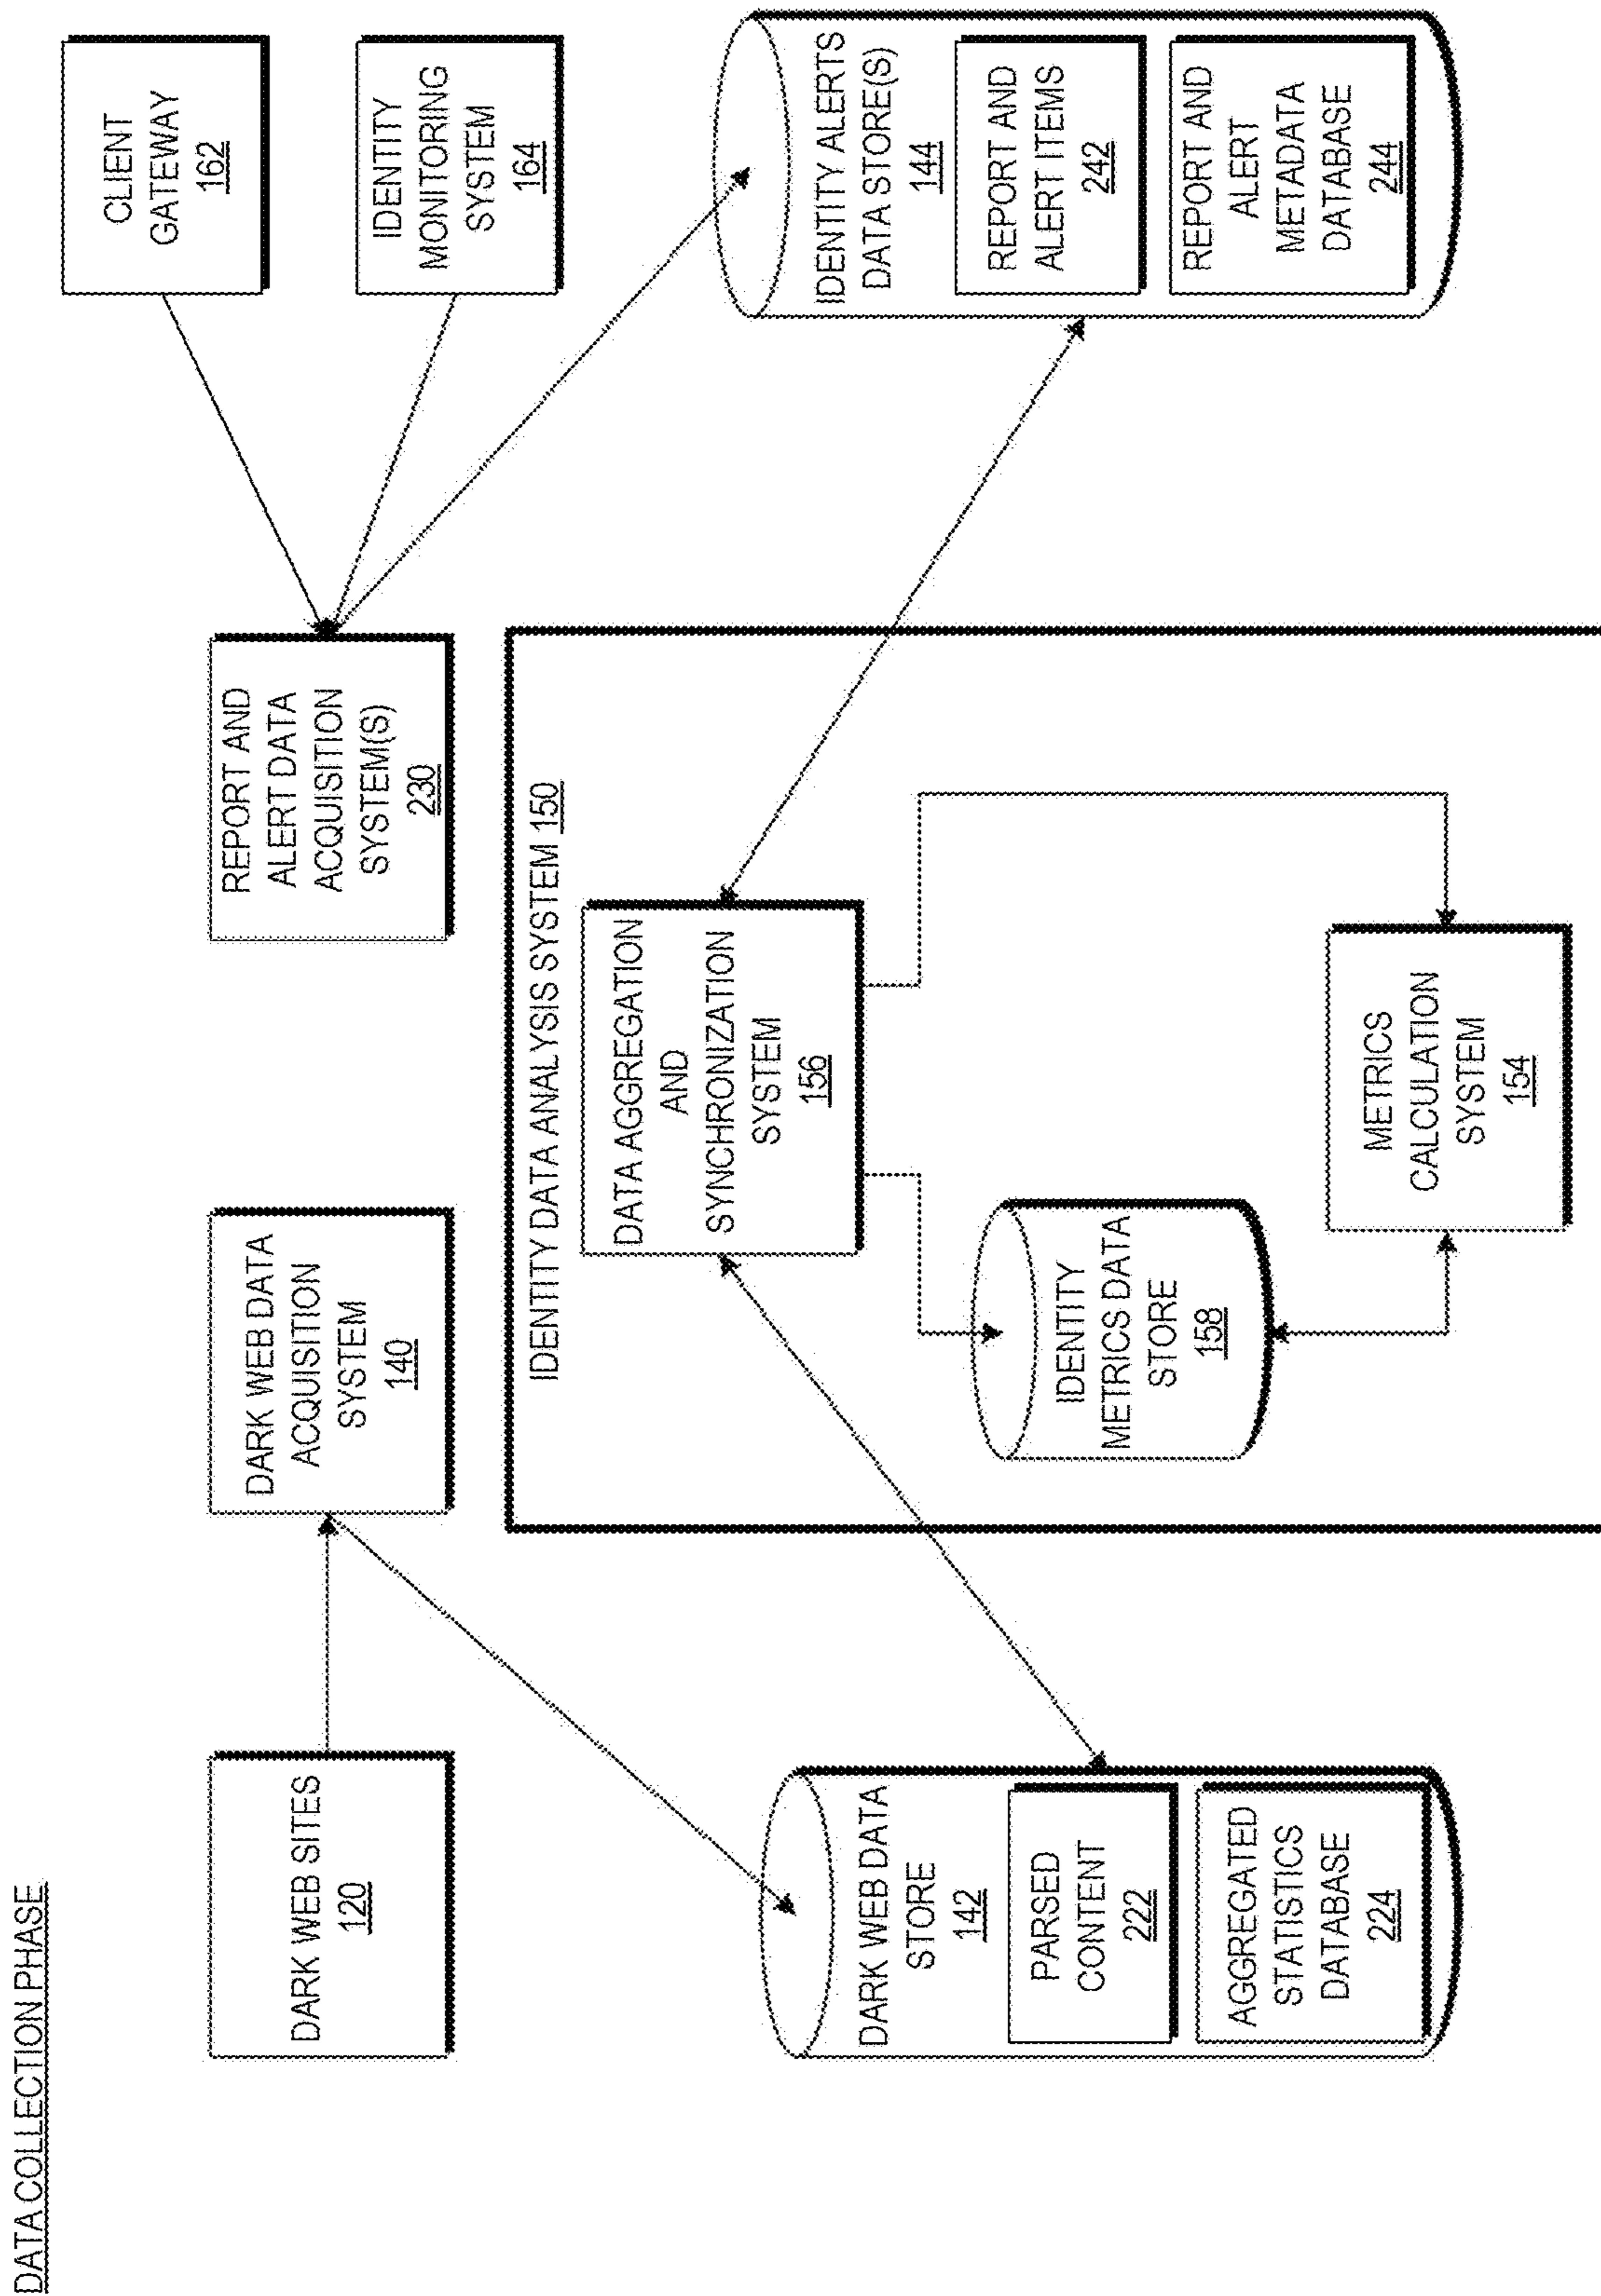 DATA COLLECTION PHASE
DARK WEB SITES
120
DARK WEB DATA
ACQUISITION
SYSTEM
140
REPORT AND
ALERT DATA
ACQUISITION
SYSTEM(S)
230
CLIENT
GATEWAY
162
IDENTITY
MONITORING
SYSTEM
164
IDENTITY DATA ANALYSIS SYSTEM 150
DATA AGGREGATION
AND
SYNCHRONIZATION
SYSTEM
156
DARK WEB DATA
STORE
142
PARSED
CONTENT
222
AGGREGATED
STATISTICS
DATABASE
224
IDENTITY
METRICS DATA
STORE
158
METRICS
CALCULATION
SYSTEM
154
IDENTITY ALERTS
DATA STORE(S)
144
REPORT AND
ALERT ITEMS
242
REPORT AND
ALERT
METADATA
DATABASE
244